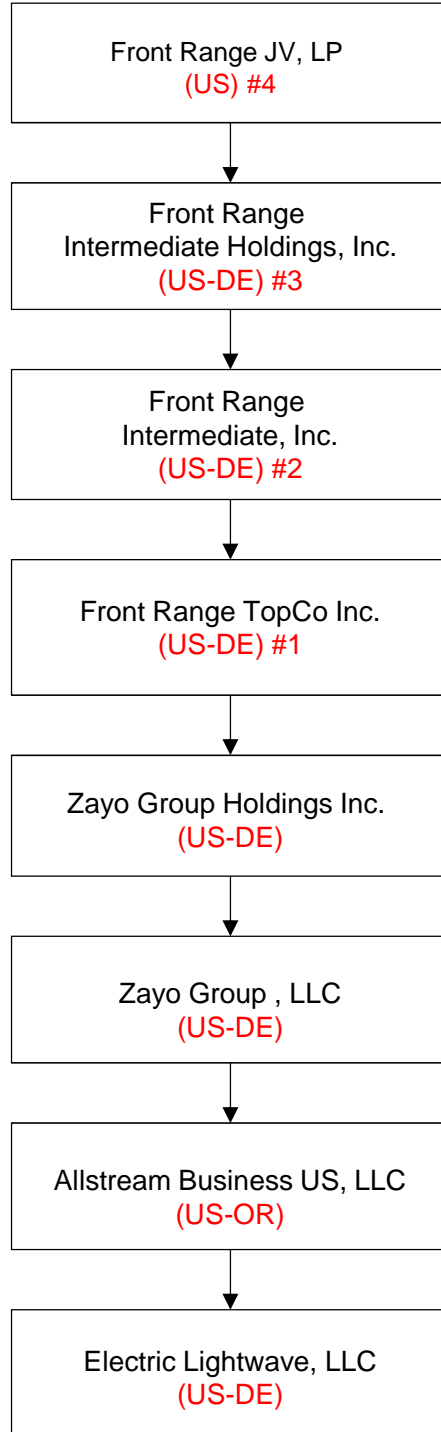 Front Range JV, LP
(US) #4
Front Range
Intermediate Holdings, Inc.
(US-DE) #3
Front Range
Intermediate, Inc.
(US-DE) #2
Front Range TopCo Inc.
(US-DE) #1
Zayo Group Holdings Inc.
(US-DE)
Zayo Group , LLC
(US-DE)
Allstream Business US, LLC
(US-OR)
Electric Lightwave, LLC
(US-DE)